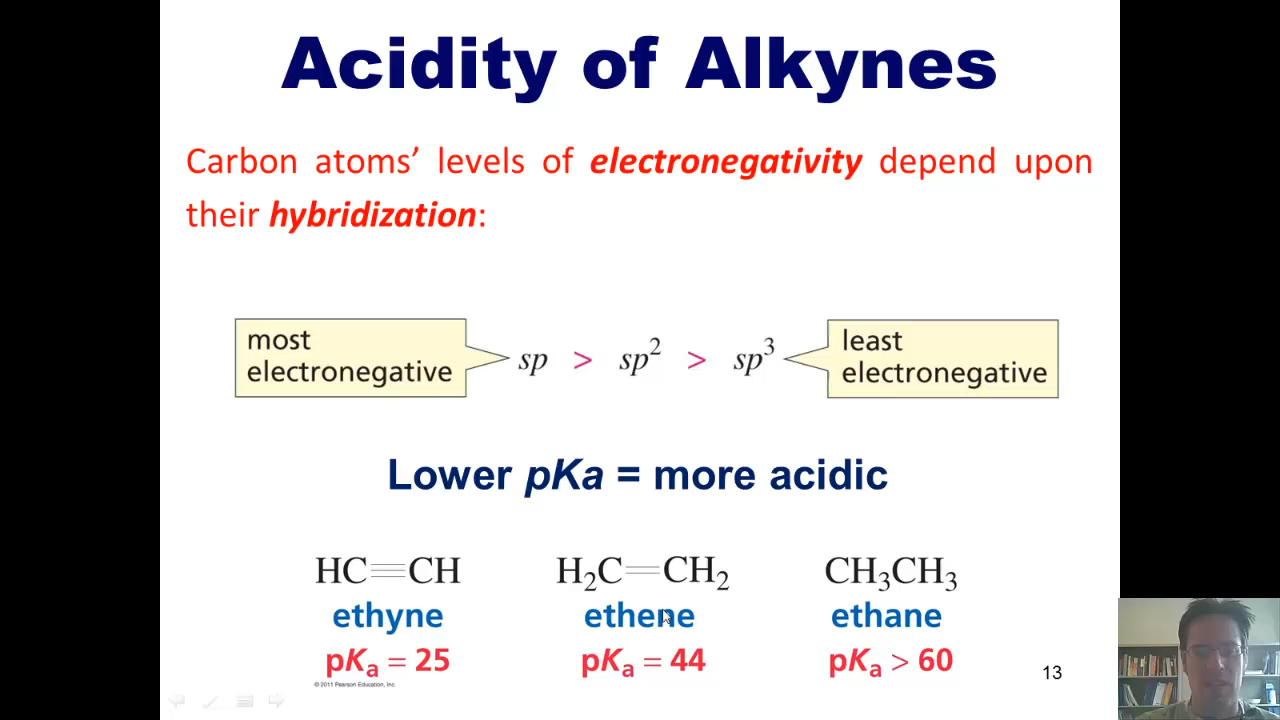 Acidity of Alkynes
Carbon atoms’ levels of electronegativity depend upon
their hybridization:
most
electronegative
sp > sp² > sp³
least
electronegative
Lower pKa = more acidic
HC≡CH H₂C=CH₂ CH₃CH₃
ethyne ethene ethane
pKₐ = 25 pKₐ = 44 pKₐ > 60
© 2011 Pearson Education, Inc.
13